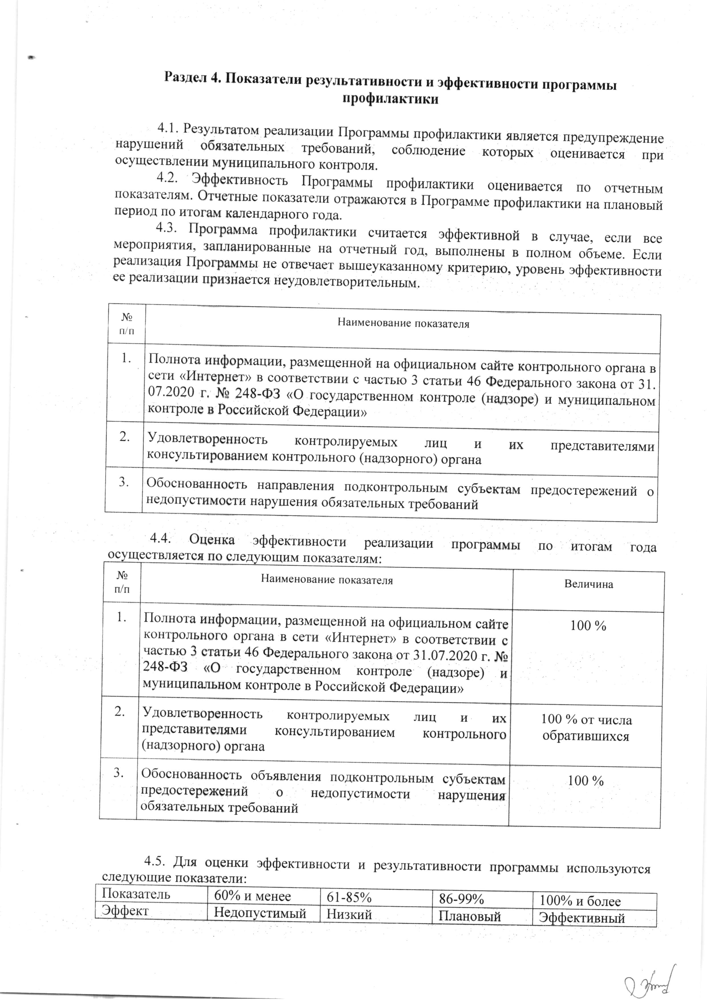 Раздел 4. Показатели результативности и эффективности программы
профилактики
4.1. Результатом реализации Программы профилактики является предупреждение
нарушений обязательных требований, соблюдение которых оценивается при
осуществлении муниципального контроля.
4.2. Эффективность Программы профилактики оценивается по отчетным
показателям. Отчетные показатели отражаются в Программе профилактики на плановый
период по итогам календарного года.
4.3. Программа профилактики считается эффективной в случае, если все
мероприятия, запланированные на отчетный год, выполнены в полном объеме. Если
реализация Программы не отвечает вышеуказанному критерию, уровень эффективности
ее реализации признается неудовлетворительным.
№
п/п
Наименование показателя
1.
Полнота информации, размещенной на официальном сайте контрольного органа в
сети «Интернет» в соответствии с частью 3 статьи 46 Федерального закона от 31.
07.2020 г. № 248-ФЗ «О государственном контроле (надзоре) и муниципальном
контроле в Российской Федерации»
2.
Удовлетворенность контролируемых лиц и их представителями
консультированием контрольного (надзорного) органа
3.
Обоснованность направления подконтрольным субъектам предостережений о
недопустимости нарушения обязательных требований
4.4. Оценка эффективности реализации программы по итогам года
осуществляется по следующим показателям:
№
п/п
Наименование показателя
Величина
1.
Полнота информации, размещенной на официальном сайте
контрольного органа в сети «Интернет» в соответствии с
частью 3 статьи 46 Федерального закона от 31.07.2020 г. №
248-ФЗ «О государственном контроле (надзоре) и
муниципальном контроле в Российской Федерации»
100 %
2.
Удовлетворенность контролируемых лиц и их
представителями консультированием контрольного
(надзорного) органа
100 % от числа
обратившихся
3.
Обоснованность объявления подконтрольным субъектам
предостережений о недопустимости нарушения
обязательных требований
100 %
4.5. Для оценки эффективности и результативности программы используются
следующие показатели:
Показатель 60% и менее 61-85% 86-99% 100% и более
Эффект Недопустимый Низкий Плановый Эффективный